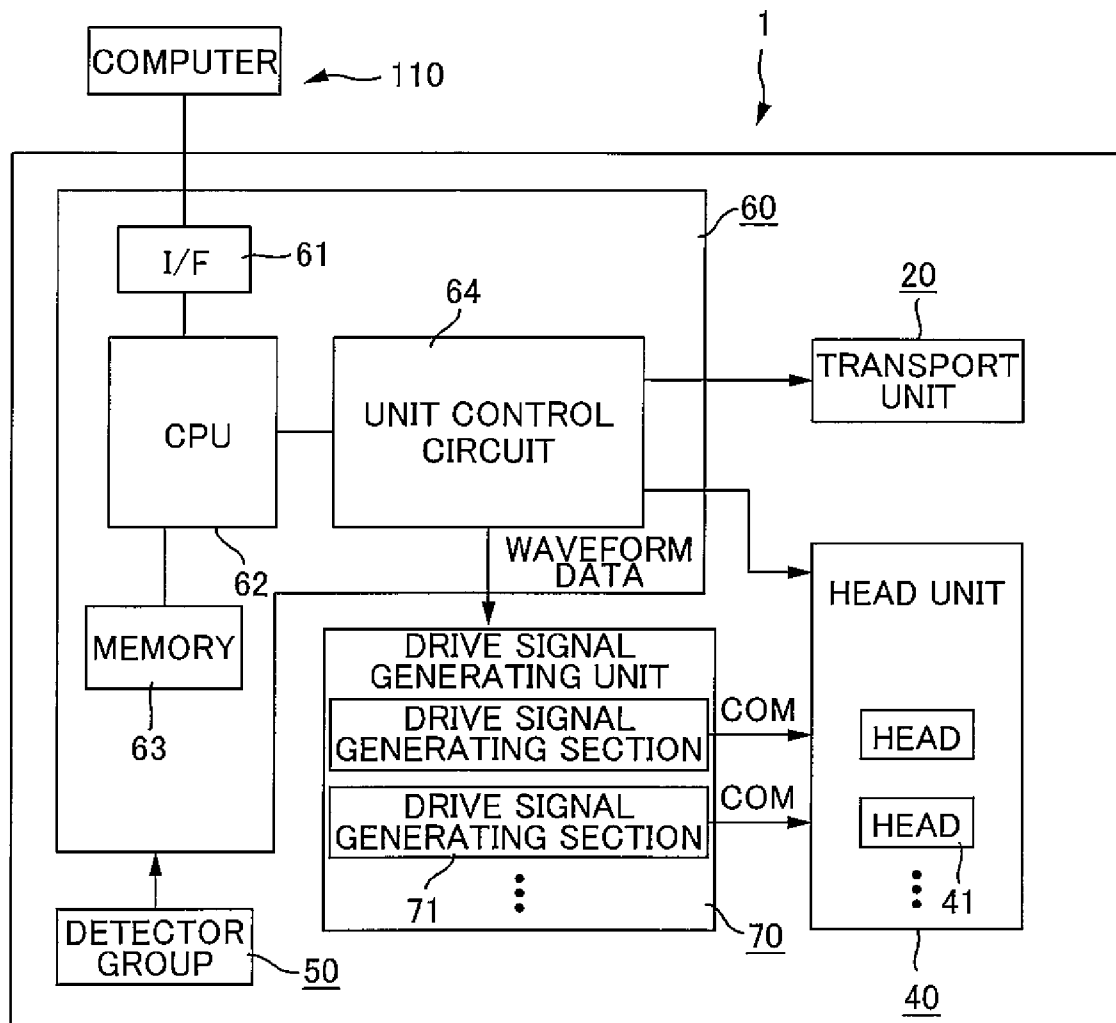 1
COMPUTER
110
60
I/F
61
64
20
TRANSPORT
UNIT
CPU
UNIT CONTROL
CIRCUIT
62
WAVEFORM
DATA
HEAD UNIT
MEMORY
63
DRIVE SIGNAL
GENERATING UNIT
DRIVE SIGNAL
GENERATING SECTION
COM
HEAD
DRIVE SIGNAL
GENERATING SECTION
COM
HEAD
71
41
70
DETECTOR
GROUP
50
40